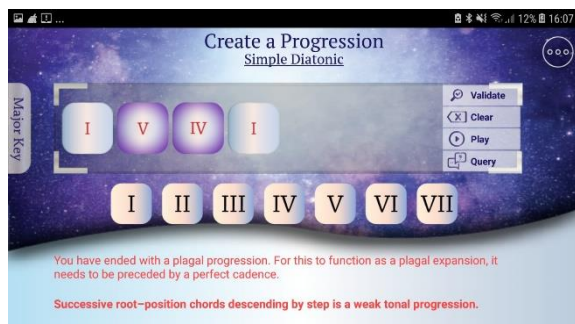 12% 16:07
Create a Progression
Simple Diatonic
Major Key
I V IV I
Validate
Clear
Play
Query
I II III IV V VI VII
You have ended with a plagal progression. For this to function as a plagal expansion, it
needs to be preceded by a perfect cadence.
Successive root–position chords descending by step is a weak tonal progression.